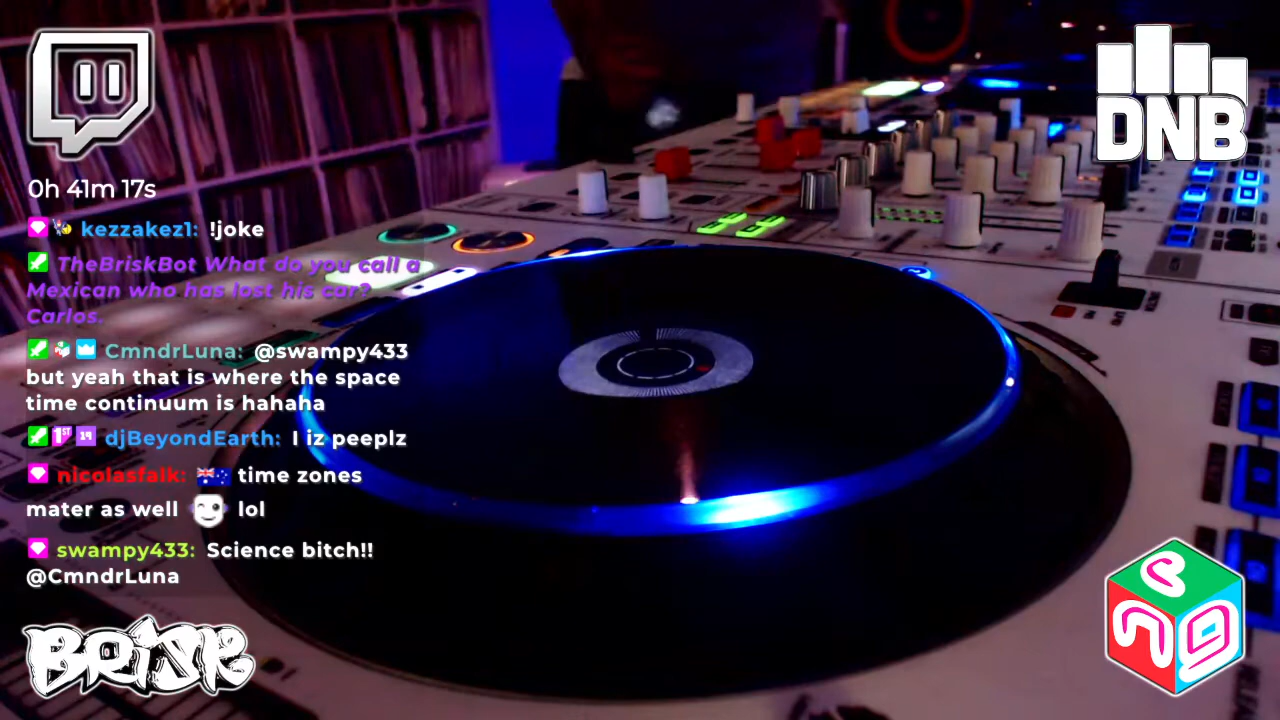 DNB
0h 41m 17s
kezzakez1: !joke
TheBriskBot What do you call a
Mexican who has lost his car?
Carlos.
CmndrLuna: @swampy433
but yeah that is where the space
time continuum is hahaha
1ST 19 djBeyondEarth: I iz peeplz
nicolasfalk: time zones
mater as well lol
swampy433: Science bitch!!
@CmndrLuna
BRISK